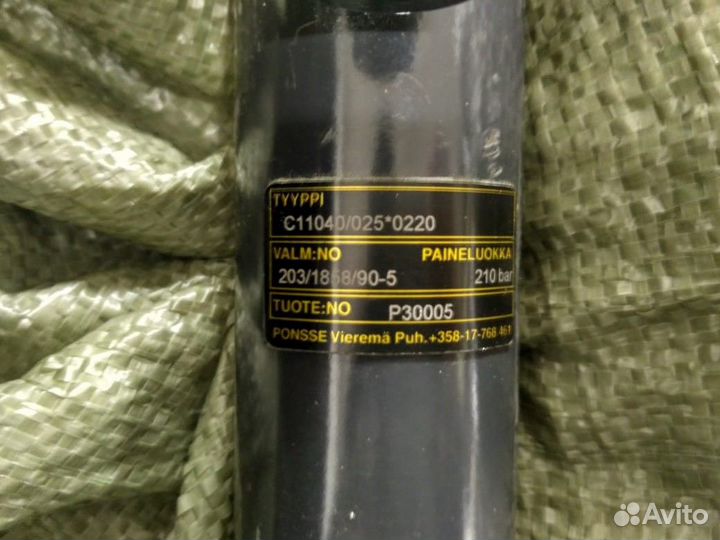 TYYPPI
C11040/025*0220
VALM:NO PAINELUOKKA
203/1858/90-5 210 bar
TUOTE:NO P30005
PONSSE Vieremä Puh.+358-17-768 461
Avito